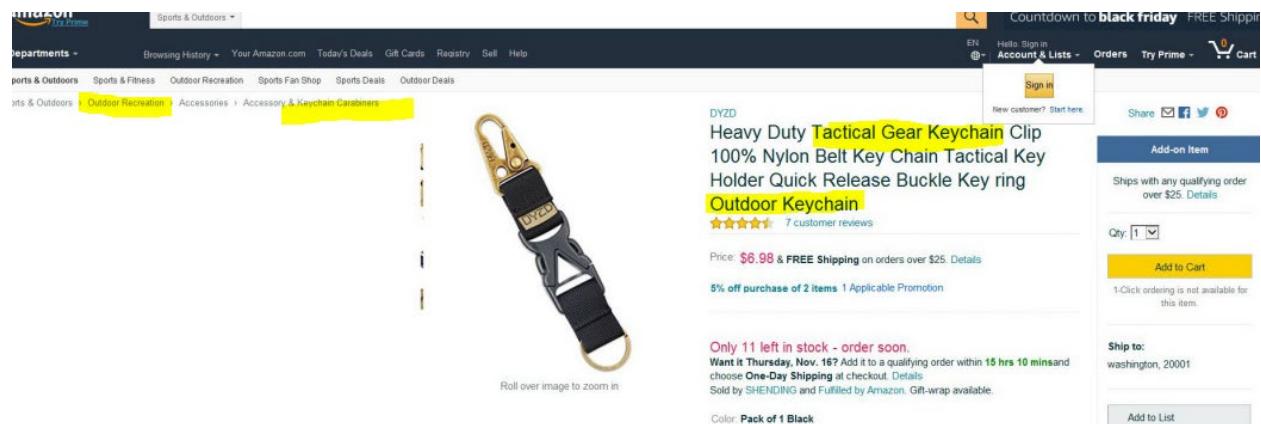 Try Prime
Sports & Outdoors
Countdown to black friday FREE Shippin
Departments
Browsing History Your Amazon.com Today's Deals Gift Cards Registry Sell Help
EN
Hello. Sign in
Account & Lists Orders Try Prime 0 Cart
ports & Outdoors Sports & Fitness Outdoor Recreation Sports Fan Shop Sports Deals Outdoor Deals
Sign in
New customer? Start here.
orts & Outdoors › Outdoor Recreation › Accessories › Accessory & Keychain Carabiners
DYZD
Heavy Duty Tactical Gear Keychain Clip
100% Nylon Belt Key Chain Tactical Key
Holder Quick Release Buckle Key ring
Outdoor Keychain
7 customer reviews
Price: $6.98 & FREE Shipping on orders over $25. Details
5% off purchase of 2 items 1 Applicable Promotion
Only 11 left in stock - order soon.
Want it Thursday, Nov. 16? Add it to a qualifying order within 15 hrs 10 minsand
choose One-Day Shipping at checkout. Details
Sold by SHENDING and Fulfilled by Amazon. Gift-wrap available.
Color: Pack of 1 Black
DYZD
Roll over image to zoom in
Share
Add-on Item
Ships with any qualifying order
over $25. Details
Qty: 1
Add to Cart
1-Click ordering is not available for
this item.
Ship to:
washington, 20001
Add to List